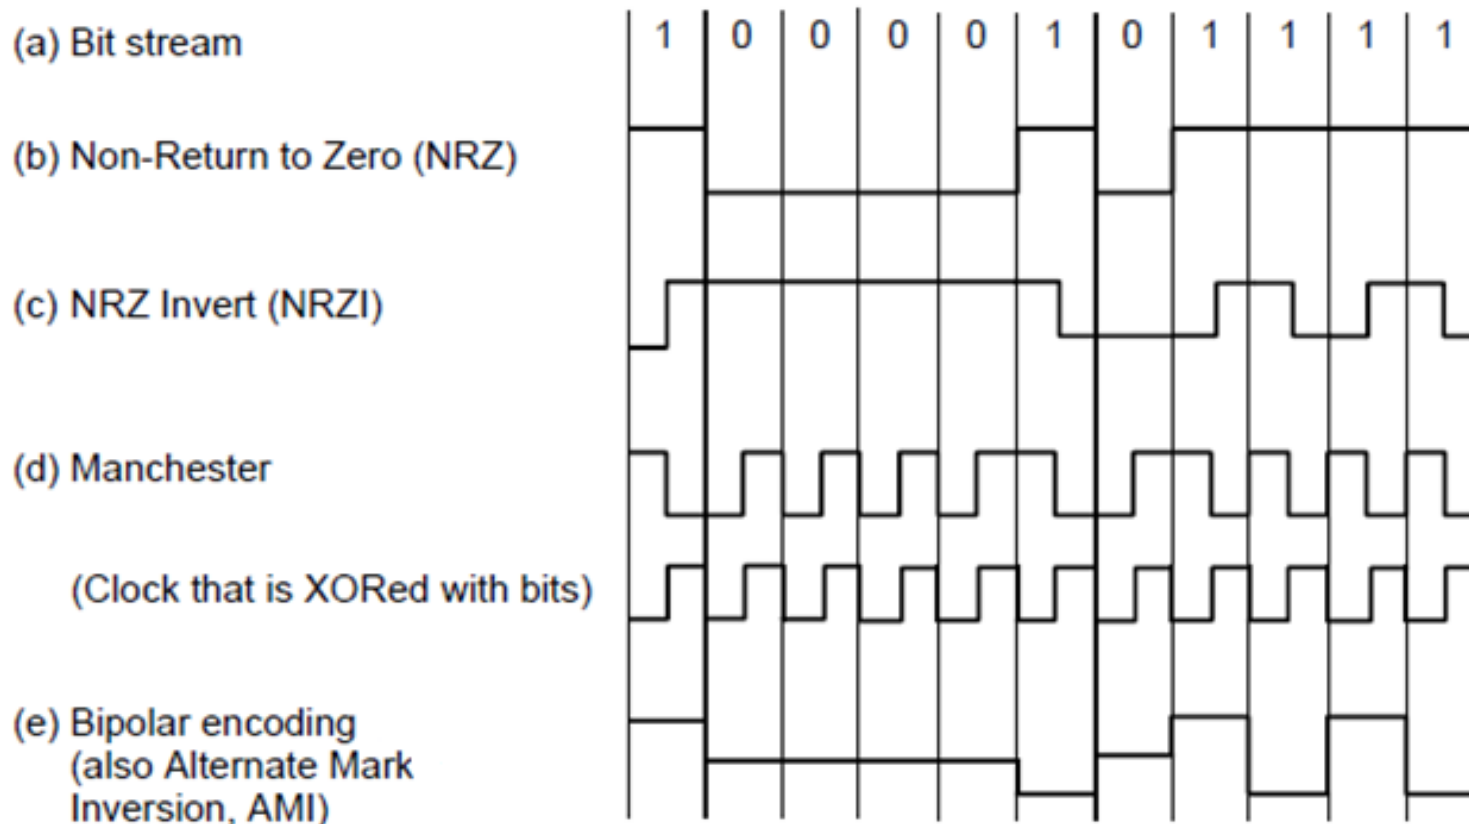 (a) Bit stream 1 0 0 0 0 1 0 1 1 1 1
(b) Non-Return to Zero (NRZ)
(c) NRZ Invert (NRZI)
(d) Manchester
(Clock that is XORed with bits)
(e) Bipolar encoding
(also Alternate Mark
Inversion, AMI)